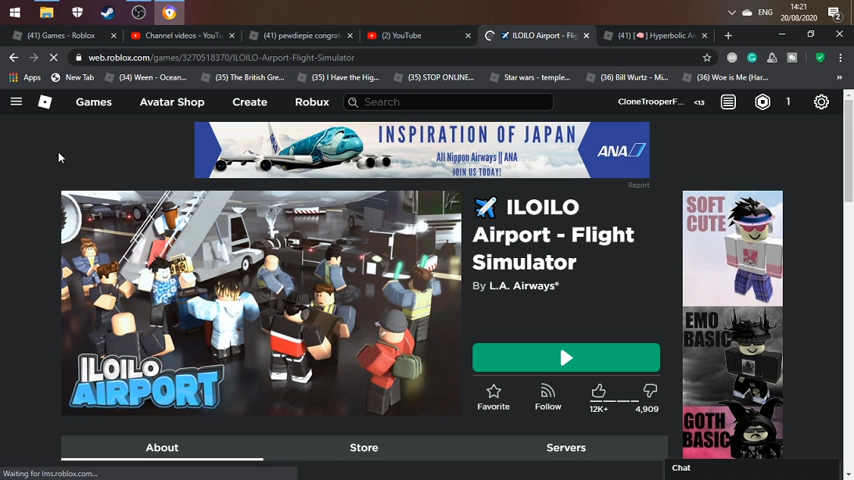 14:21
ENG
20/08/2020
2
(41) Games - Roblox
Channel videos - YouTu
(41) pewdiepie congrat
(2) YouTube
ILOILO Airport - Flig
(41) [🧠] Hyperbolic A
web.roblox.com/games/3270518370/ILOILO-Airport-Flight-Simulator
Apps
New Tab
(34) Ween - Ocean...
(35) The British Gre...
(35) I Have the Hig...
(35) STOP ONLINE...
Star wars - temple...
(36) Bill Wurtz - Mi...
(36) Woe is Me (Har...
Games
Avatar Shop
Create
Robux
Search
CloneTrooperF...
<13
1
INSPIRATION OF JAPAN
All Nippon Airways || ANA
JOIN US TODAY!
ANA
Report
ILOILO
AIRPORT
✈️ ILOILO
Airport - Flight
Simulator
By L.A. Airways®
Favorite
Follow
12K+
4,909
SOFT
CUTE
EMO
BASIC
GOTH
BASIC
About
Store
Servers
Chat
Waiting for lms.roblox.com...